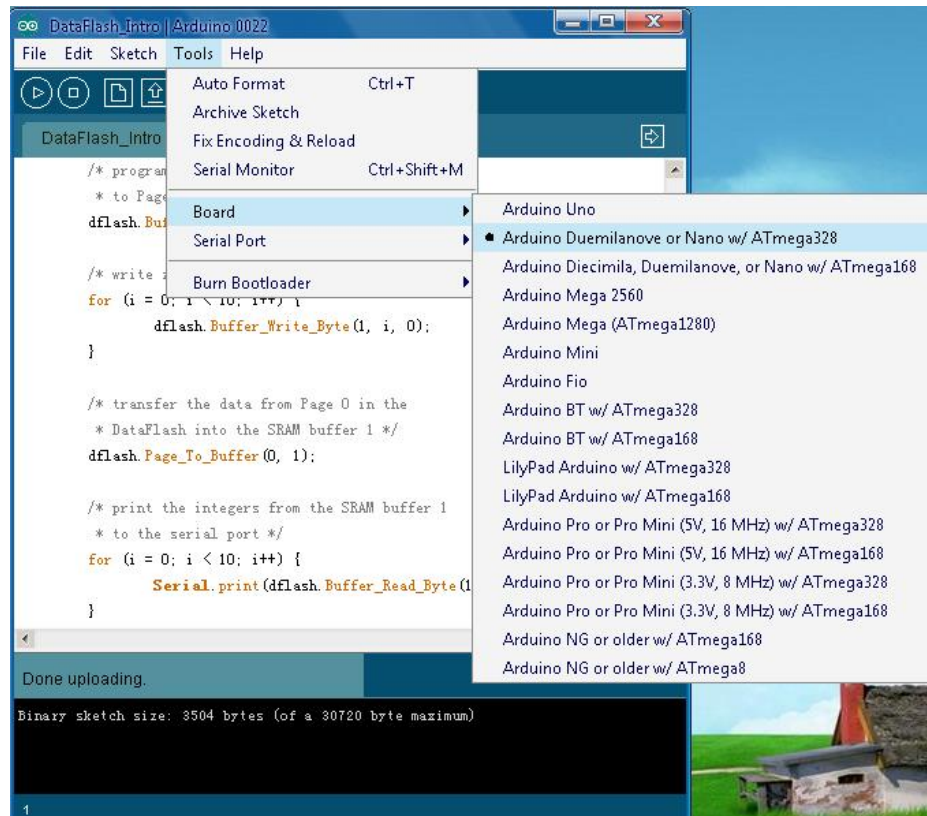 DataFlash_Intro | Arduino 0022
File Edit Sketch Tools Help
Auto Format Ctrl+T
Archive Sketch
Fix Encoding & Reload
Serial Monitor Ctrl+Shift+M
Board
Serial Port
Burn Bootloader
Arduino Uno
Arduino Duemilanove or Nano w/ ATmega328
Arduino Diecimila, Duemilanove, or Nano w/ ATmega168
Arduino Mega 2560
Arduino Mega (ATmega1280)
Arduino Mini
Arduino Fio
Arduino BT w/ ATmega328
Arduino BT w/ ATmega168
LilyPad Arduino w/ ATmega328
LilyPad Arduino w/ ATmega168
Arduino Pro or Pro Mini (5V, 16 MHz) w/ ATmega328
Arduino Pro or Pro Mini (5V, 16 MHz) w/ ATmega168
Arduino Pro or Pro Mini (3.3V, 8 MHz) w/ ATmega328
Arduino Pro or Pro Mini (3.3V, 8 MHz) w/ ATmega168
Arduino NG or older w/ ATmega168
Arduino NG or older w/ ATmega8
DataFlash_Intro
/* program
* to Page
dflash.Buf
/* write
for (i = 0; i < 10; i++) {
dflash.Buffer_Write_Byte(1, i, 0);
}
/* transfer the data from Page 0 in the
* DataFlash into the SRAM buffer 1 */
dflash.Page_To_Buffer(0, 1);
/* print the integers from the SRAM buffer 1
* to the serial port */
for (i = 0; i < 10; i++) {
Serial.print(dflash.Buffer_Read_Byte(1
}
Done uploading.
Binary sketch size: 3504 bytes (of a 30720 byte maximum)
1